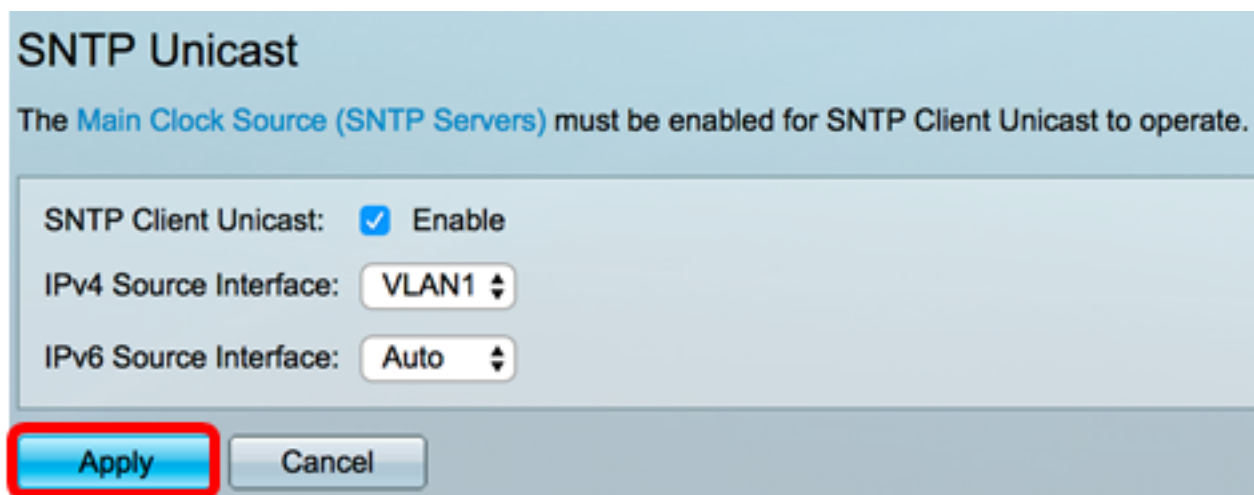 SNTP Unicast
The Main Clock Source (SNTP Servers) must be enabled for SNTP Client Unicast to operate.
SNTP Client Unicast: Enable
IPv4 Source Interface: VLAN1
IPv6 Source Interface: Auto
Apply Cancel